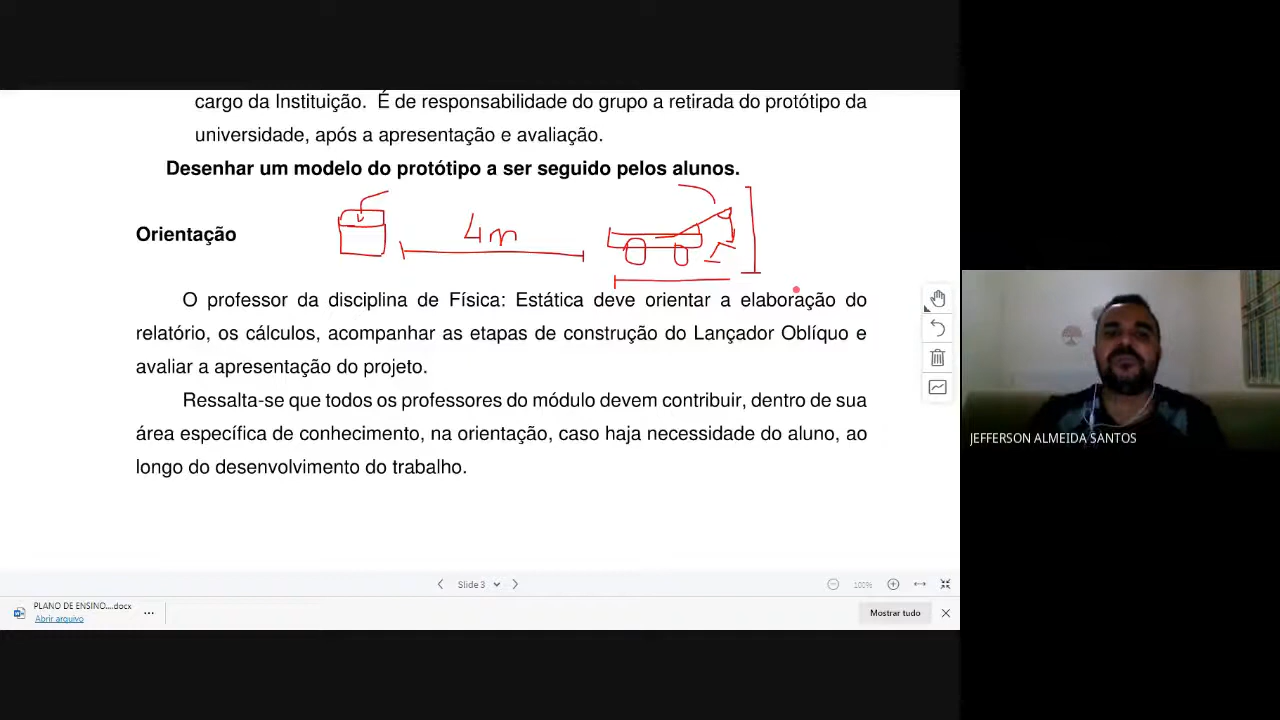 cargo da Instituição. É de responsabilidade do grupo a retirada do protótipo da
universidade, após a apresentação e avaliação.
Desenhar um modelo do protótipo a ser seguido pelos alunos.
4m
Orientação
O professor da disciplina de Física: Estática deve orientar a elaboração do
relatório, os cálculos, acompanhar as etapas de construção do Lançador Oblíquo e
avaliar a apresentação do projeto.
Ressalta-se que todos os professores do módulo devem contribuir, dentro de sua
área específica de conhecimento, na orientação, caso haja necessidade do aluno, ao
longo do desenvolvimento do trabalho.
JEFFERSON ALMEIDA SANTOS
Slide 3
100%
PLANO DE ENSINO....docx
Abrir arquivo
Mostrar tudo